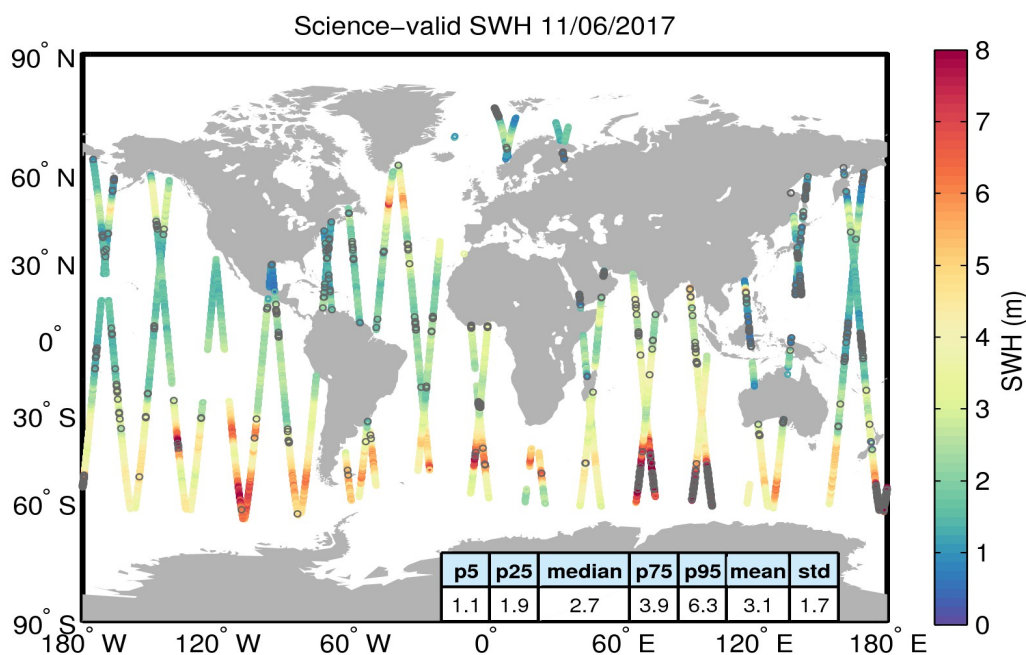 Science−valid SWH 11/06/2017
90° N
60° N
30° N
0°
30° S
60° S
90° S
180° W
120° W
60° W
0°
60° E
120° E
180° E
p5 p25 median p75 p95 mean std
1.1 1.9 2.7 3.9 6.3 3.1 1.7
8
7
6
5
4
3
2
1
0
SWH (m)